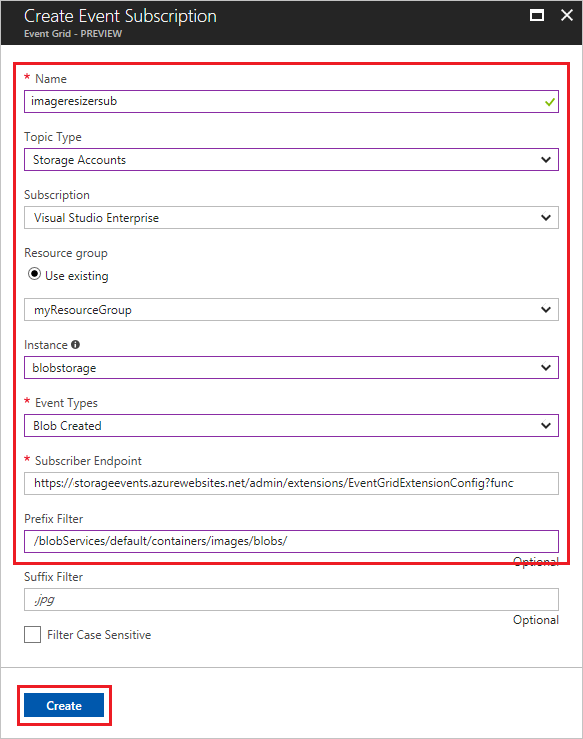 Create Event Subscription
Event Grid - PREVIEW
* Name
imageresizersub
Topic Type
Storage Accounts
Subscription
Visual Studio Enterprise
Resource group
Use existing
myResourceGroup
Instance
blobstorage
* Event Types
Blob Created
* Subscriber Endpoint
https://storageevents.azurewebsites.net/admin/extensions/EventGridExtensionConfig?func
Prefix Filter
/blobServices/default/containers/images/blobs/
Optional
Suffix Filter
.jpg
Optional
Filter Case Sensitive
Create